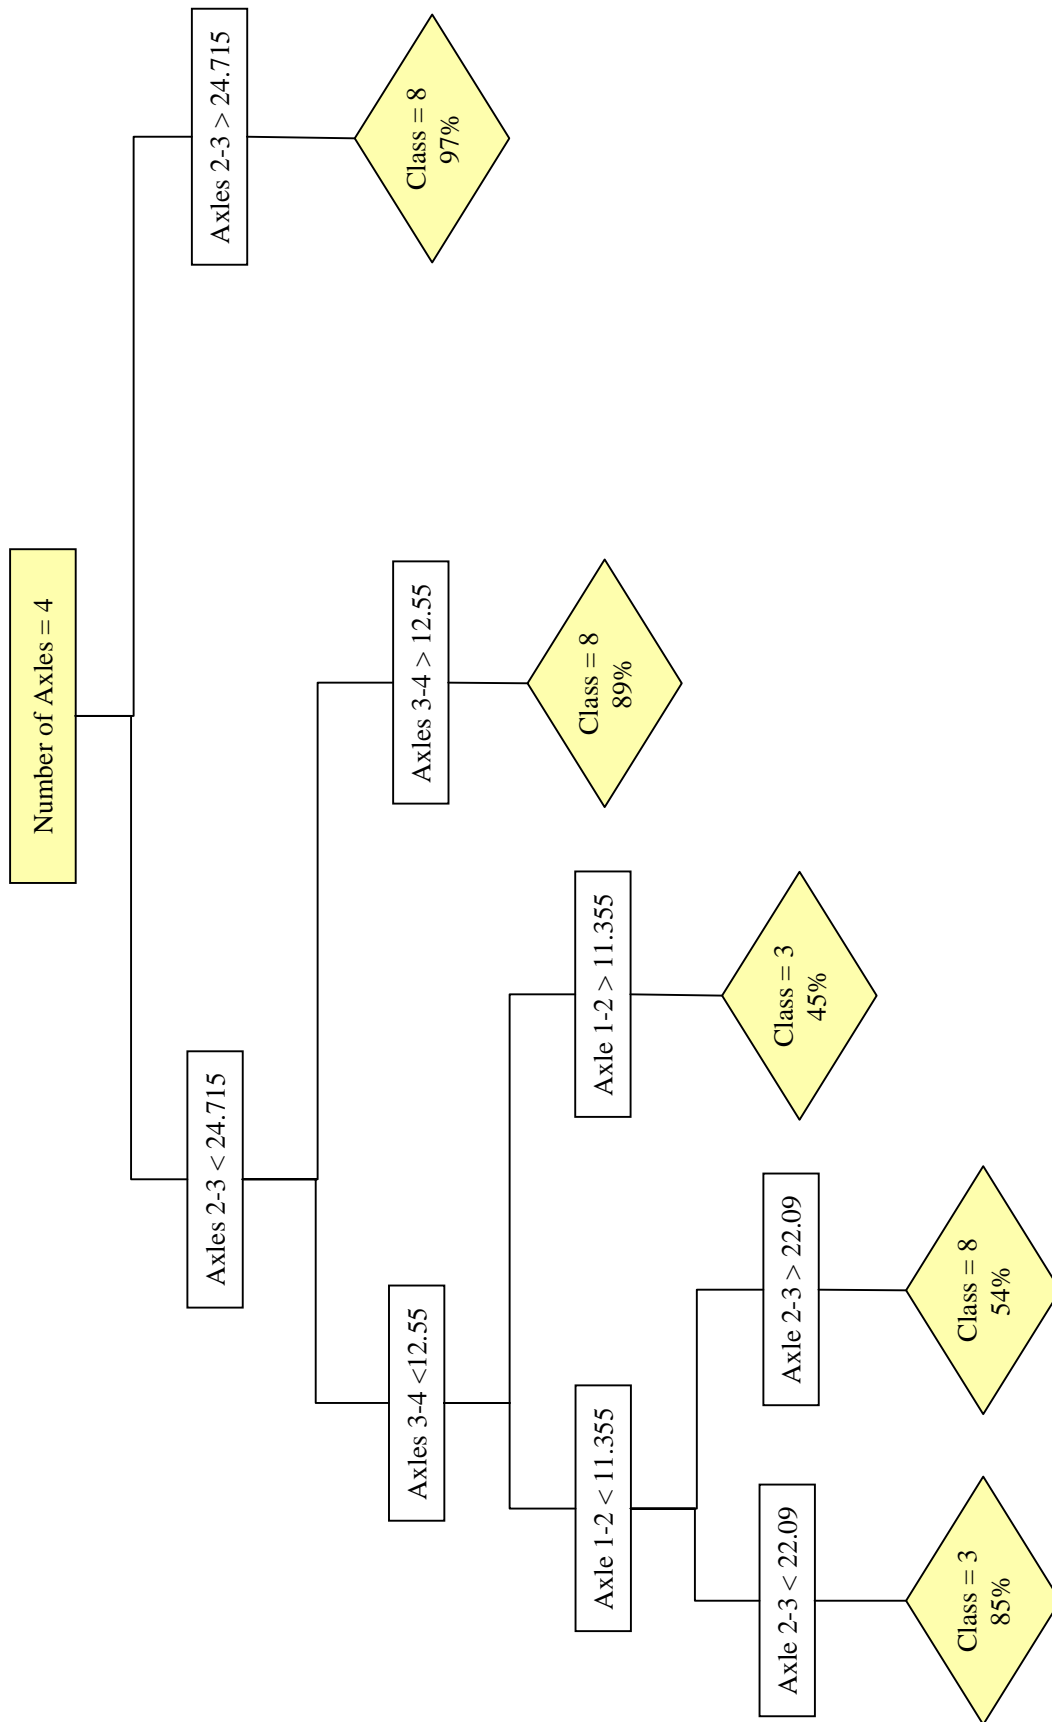 Number of Axles = 4
Axles 2-3 < 24.715
Axles 2-3 > 24.715
Class = 8
97%
Axles 3-4 <12.55
Axles 3-4 > 12.55
Class = 8
89%
Axle 1-2 < 11.355
Axle 1-2 > 11.355
Class = 3
45%
Axle 2-3 < 22.09
Axle 2-3 > 22.09
Class = 3
85%
Class = 8
54%